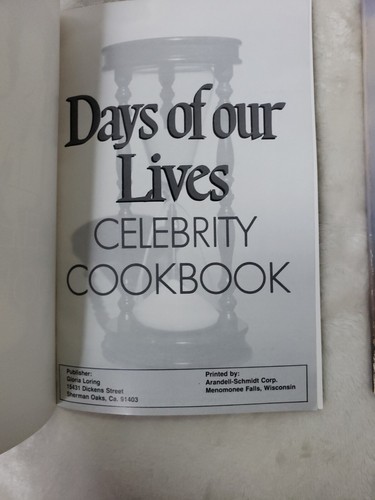 Days of our
Lives
CELEBRITY
COOKBOOK
Publisher:
Gloria Loring
15431 Dickens Street
Sherman Oaks, Ca. 91403
Printed by:
Arandell-Schmidt Corp.
Menomonee Falls, Wisconsin